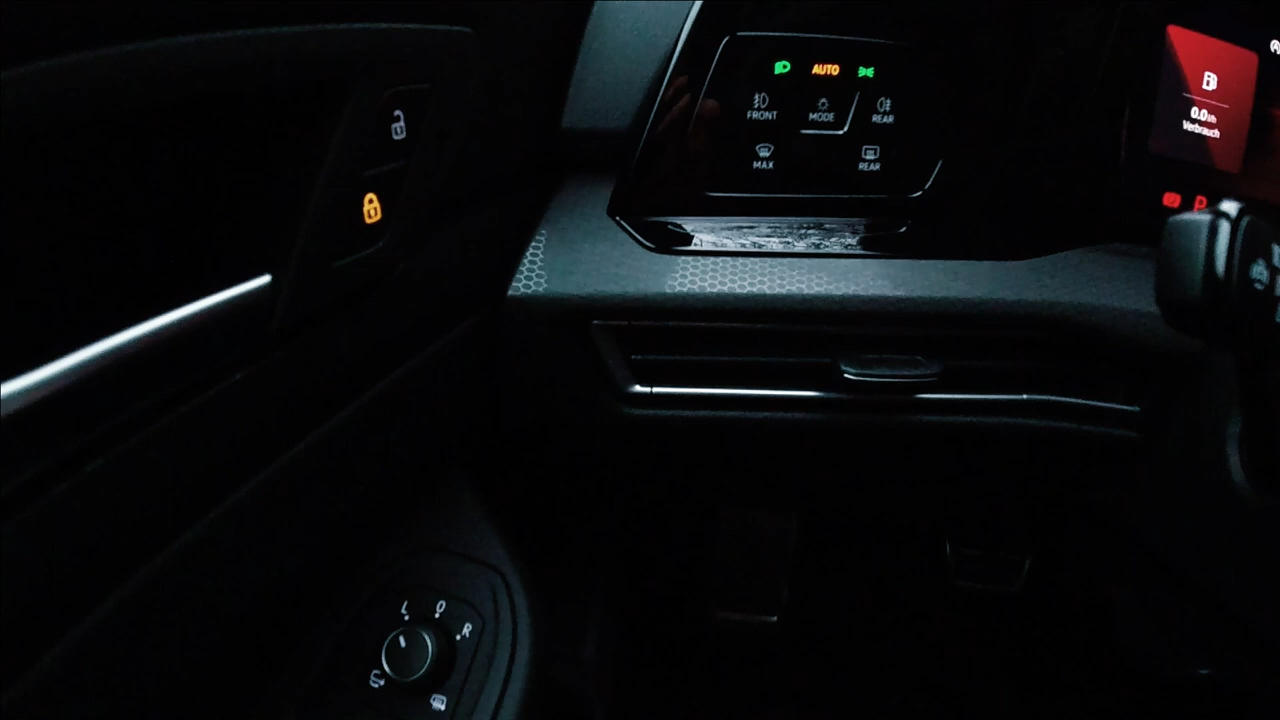 AUTO
FRONT
MODE
REAR
MAX
REAR
0.0 l/h
Verbrauch
P
L
O
R